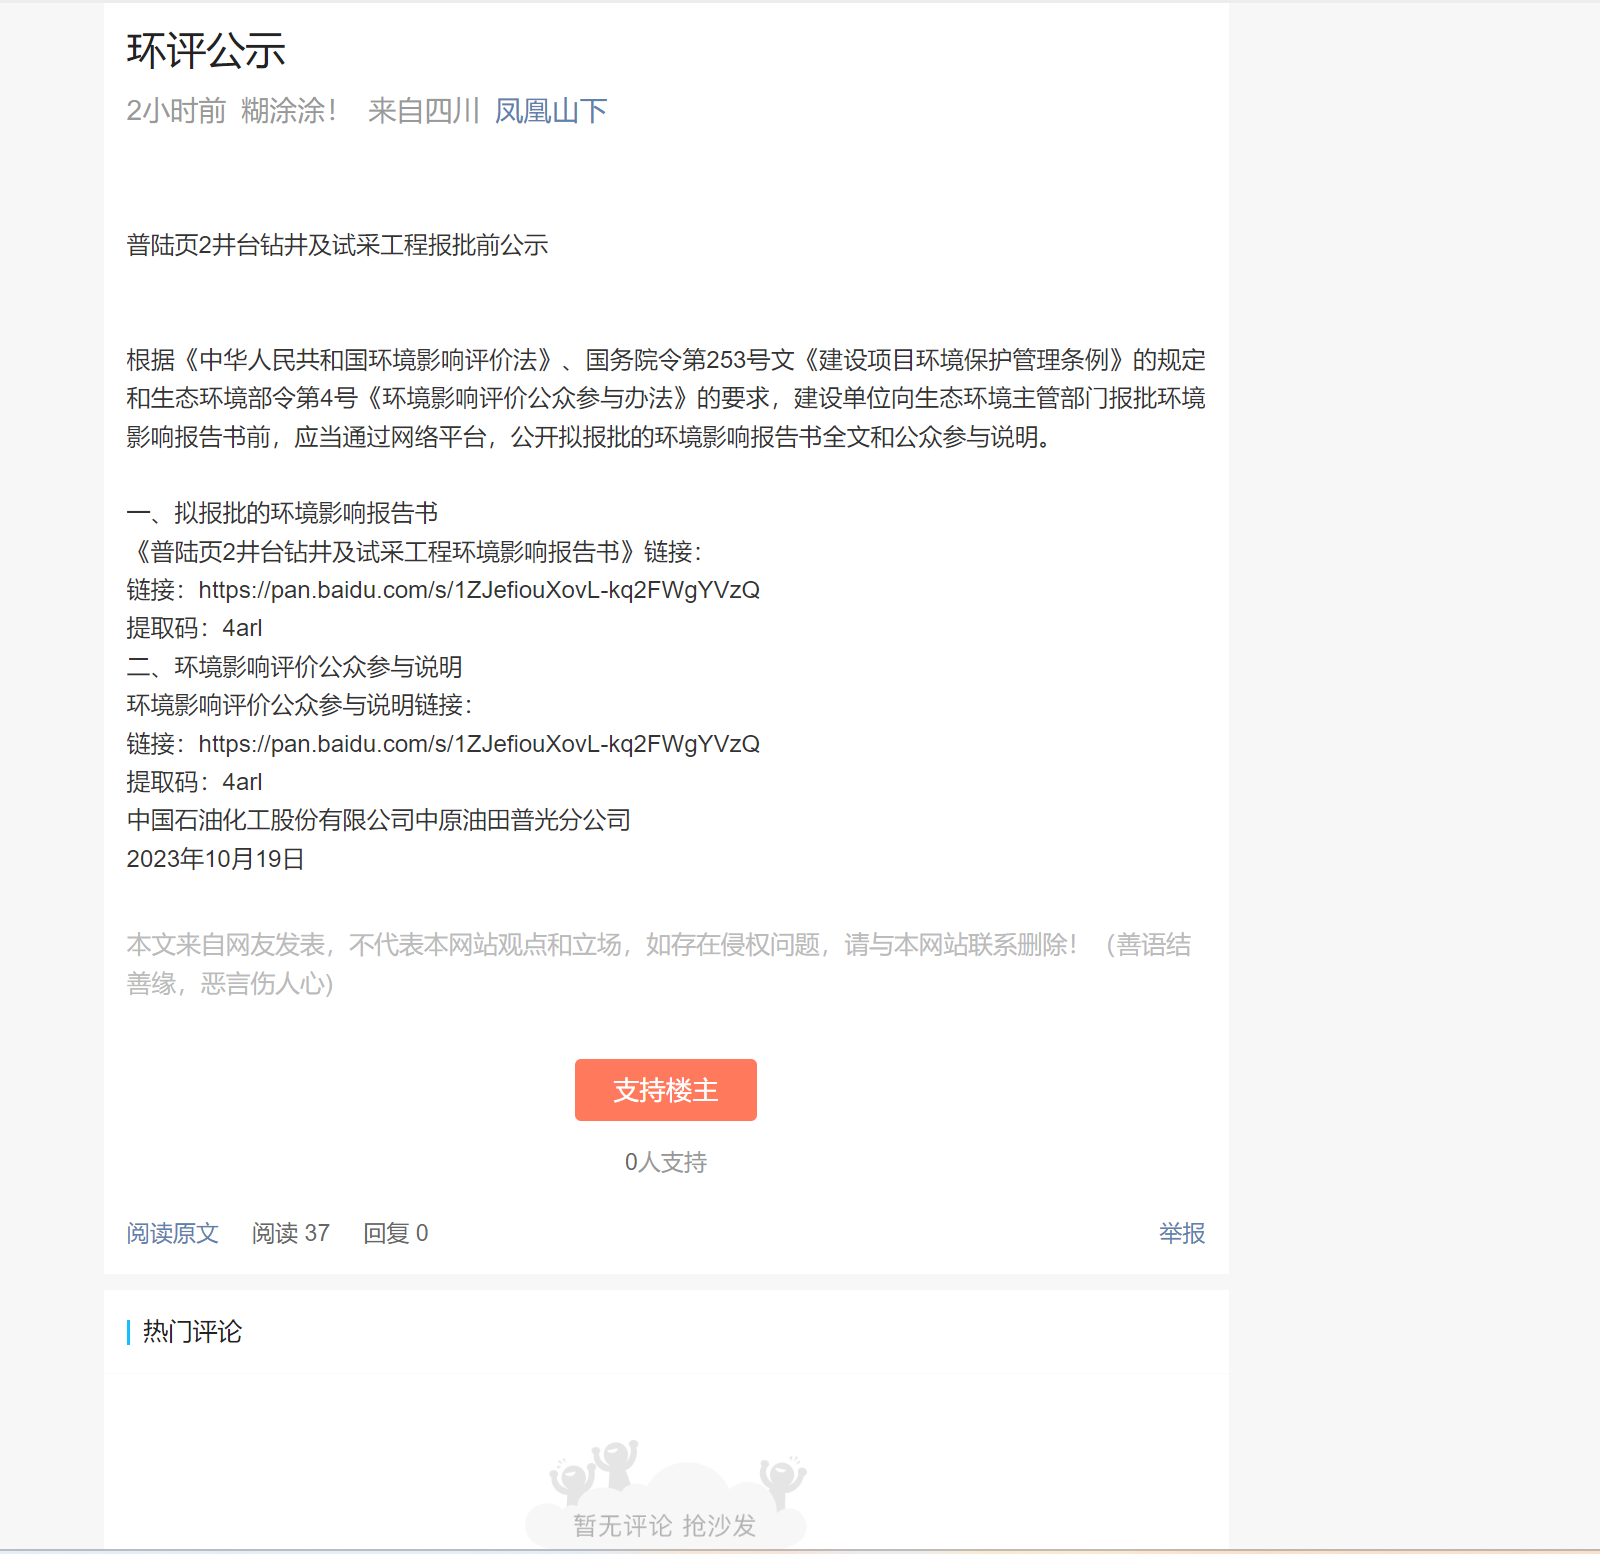 环评公示
2小时前 糊涂涂！ 来自四川 凤凰山下
普陆页2井台钻井及试采工程报批前公示
根据《中华人民共和国环境影响评价法》、国务院令第253号文《建设项目环境保护管理条例》的规定
和生态环境部令第4号《环境影响评价公众参与办法》的要求，建设单位向生态环境主管部门报批环境
影响报告书前，应当通过网络平台，公开拟报批的环境影响报告书全文和公众参与说明。
一、拟报批的环境影响报告书
《普陆页2井台钻井及试采工程环境影响报告书》链接：
链接：https://pan.baidu.com/s/1ZJefiouXovL-kq2FWgYVzQ
提取码：4arl
二、环境影响评价公众参与说明
环境影响评价公众参与说明链接：
链接：https://pan.baidu.com/s/1ZJefiouXovL-kq2FWgYVzQ
提取码：4arl
中国石油化工股份有限公司中原油田普光分公司
2023年10月19日
本文来自网友发表，不代表本网站观点和立场，如存在侵权问题，请与本网站联系删除！（善语结
善缘，恶言伤人心)
支持楼主
0人支持
阅读原文 阅读 37 回复 0 举报
热门评论
暂无评论 抢沙发